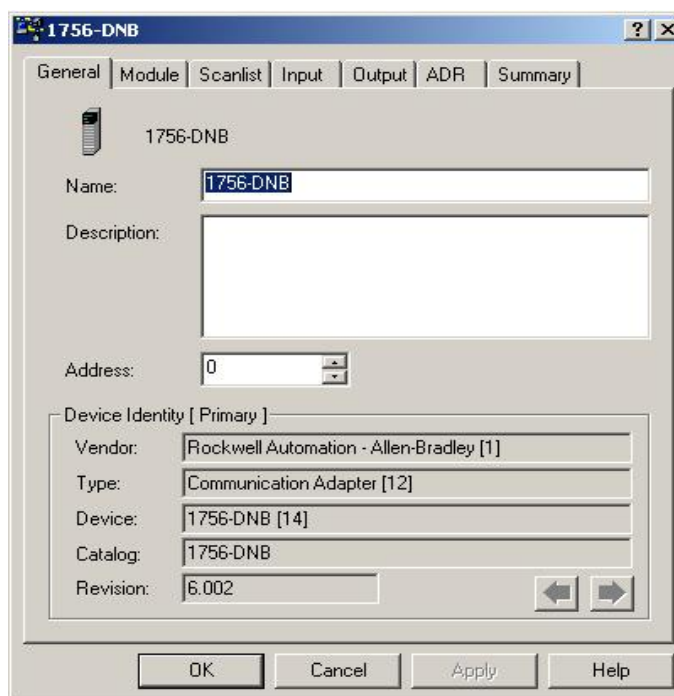 1756-DNB
General Module Scanlist Input Output ADR Summary
1756-DNB
Name: 1756-DNB
Description:
Address: 0
Device Identity [ Primary ]
Vendor: Rockwell Automation - Allen-Bradley [1]
Type: Communication Adapter [12]
Device: 1756-DNB [14]
Catalog: 1756-DNB
Revision: 6.002
OK Cancel Apply Help